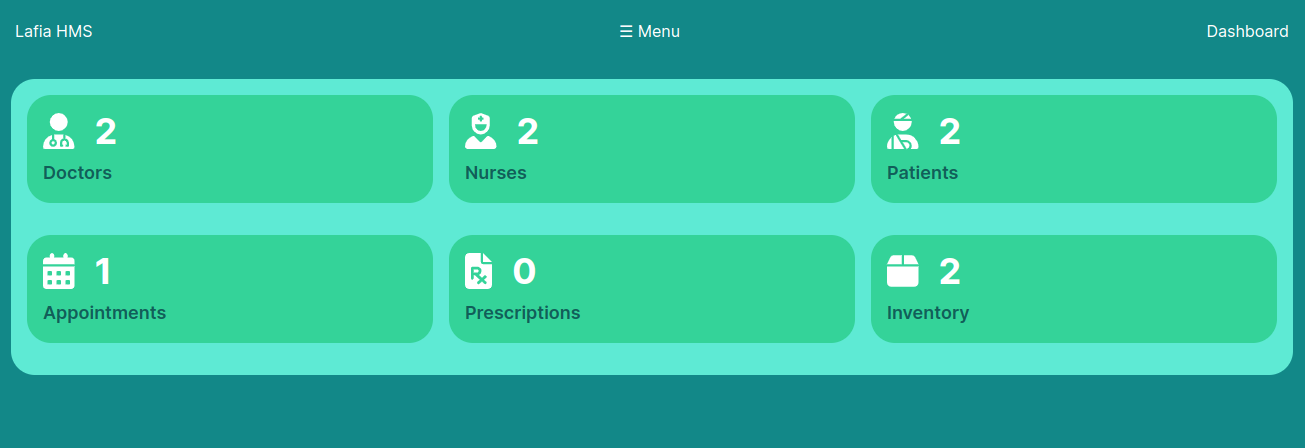 Lafia HMS ☰ Menu Dashboard
2 2 2
Doctors Nurses Patients
1 0 2
Appointments Prescriptions Inventory